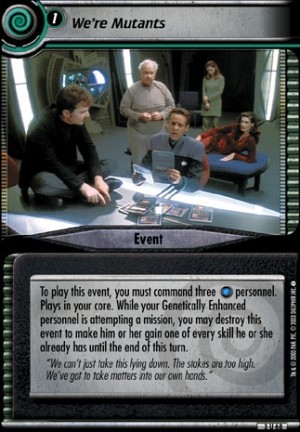 1
We're Mutants
Event
To play this event, you must command three personnel.
Plays in your core. While your Genetically Enhanced
personnel is attempting a mission, you may destroy this
event to make him or her gain one of every skill he or she
already has until the end of this turn.
"We can't just take this lying down. The stakes are too high.
We've got to take matters into our own hands."